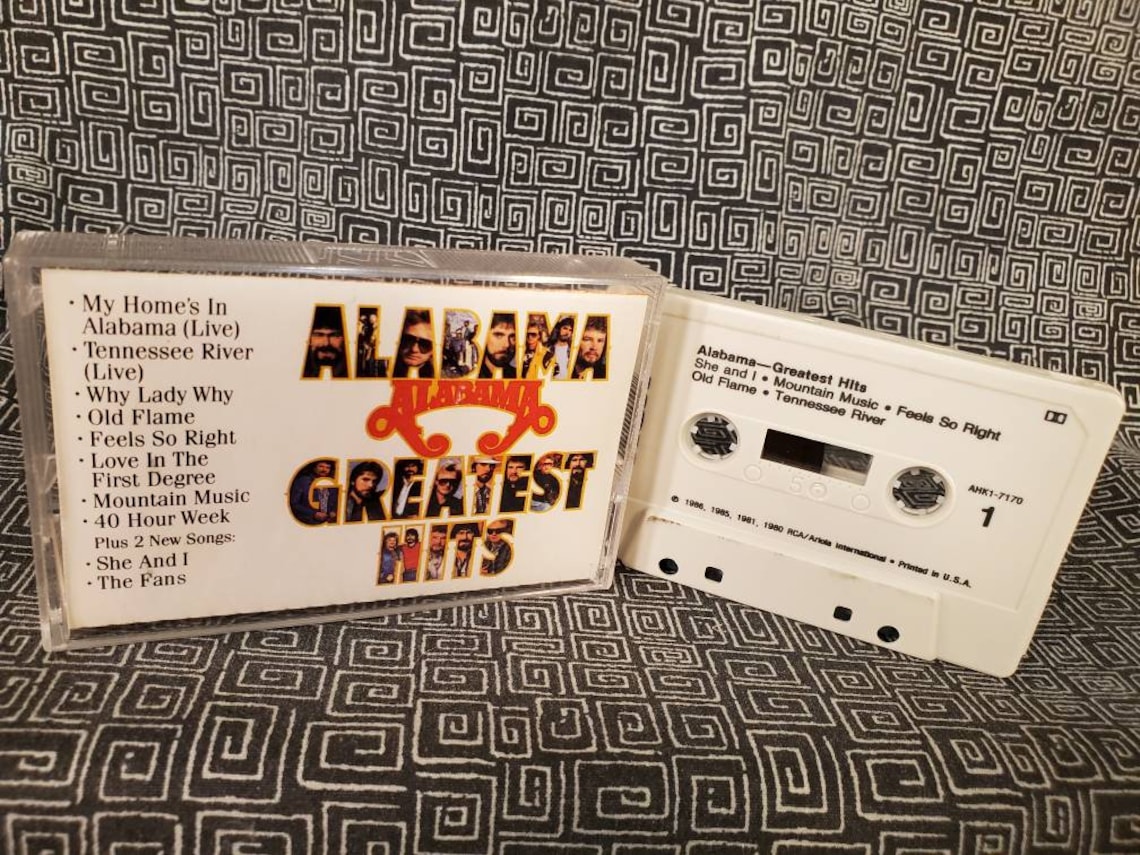 · My Home's In
Alabama (Live)
· Tennessee River
(Live)
· Why Lady Why
· Old Flame
· Feels So Right
· Love In The
First Degree
· Mountain Music
· 40 Hour Week
Plus 2 New Songs:
· She And I
· The Fans
ALABAMA
ALABAMA
GREATEST
HITS
Alabama—Greatest Hits
She and I • Mountain Music • Feels So Right
Old Flame • Tennessee River
AHK1-7170
1
50
℗ 1986, 1985, 1981, 1980 RCA/Ariola International • Printed in U.S.A.